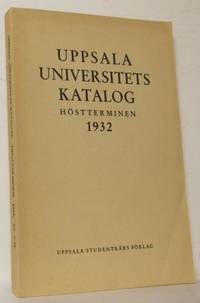 UPPSALA
UNIVERSITETS
KATALOG
HÖSTTERMINEN
1932
UPPSALA STUDENTKÅRS FÖRLAG